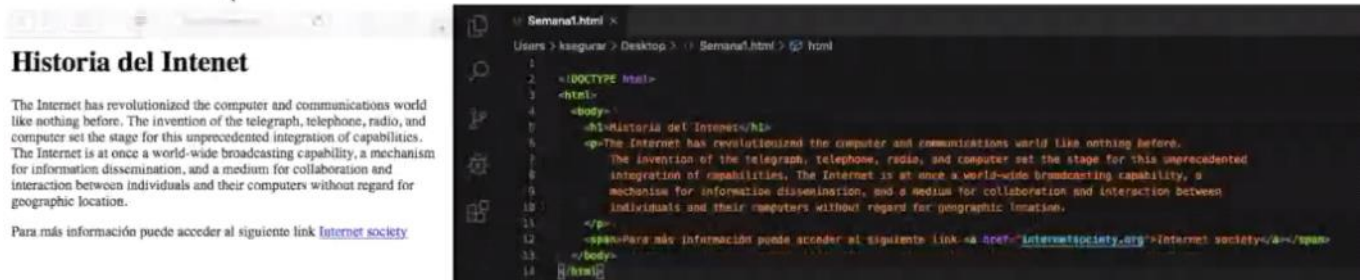 Historia del Intenet
The Internet has revolutionized the computer and communications world
like nothing before. The invention of the telegraph, telephone, radio, and
computer set the stage for this unprecedented integration of capabilities.
The Internet is at once a world-wide broadcasting capability, a mechanism
for information dissemination, and a medium for collaboration and
interaction between individuals and their computers without regard for
geographic location.
Para más información puede acceder al siguiente link Internet society
Semana1.html ×
Users > ksegurar > Desktop > Semana1.html > html
1
2 <!DOCTYPE html>
3 <html>
4 <body>
5 <h1>Historia del Intenet</h1>
6 <p>The Internet has revolutionized the computer and communications world like nothing before.
7 The invention of the telegraph, telephone, radio, and computer set the stage for this unprecedented
8 integration of capabilities. The Internet is at once a world-wide broadcasting capability, a
9 mechanism for information dissemination, and a medium for collaboration and interaction between
10 individuals and their computers without regard for geographic location.
11 </p>
12 <span>Para más información puede acceder al siguiente link <a href="internetsociety.org">Internet society</a></span>
13 </body>
14 </html>